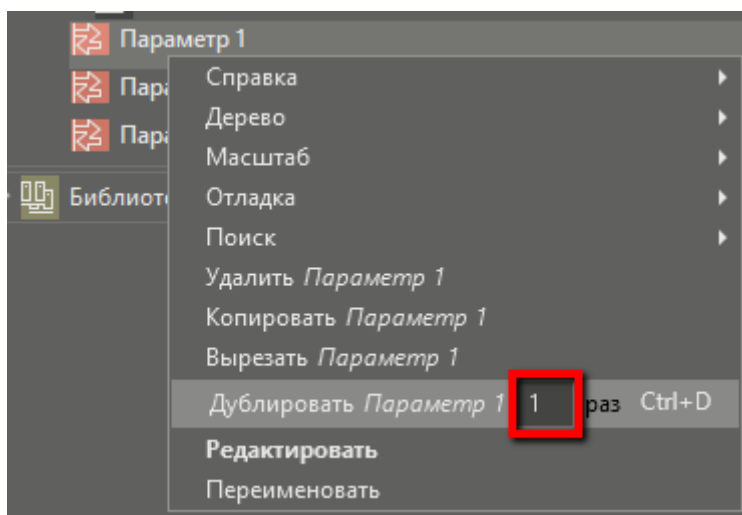 Параметр 1
Справка
Пара
Дерево
Пара
Масштаб
Библиот
Отладка
Поиск
Удалить Параметр 1
Копировать Параметр 1
Вырезать Параметр 1
Дублировать Параметр 1 1 раз Ctrl+D
Редактировать
Переименовать